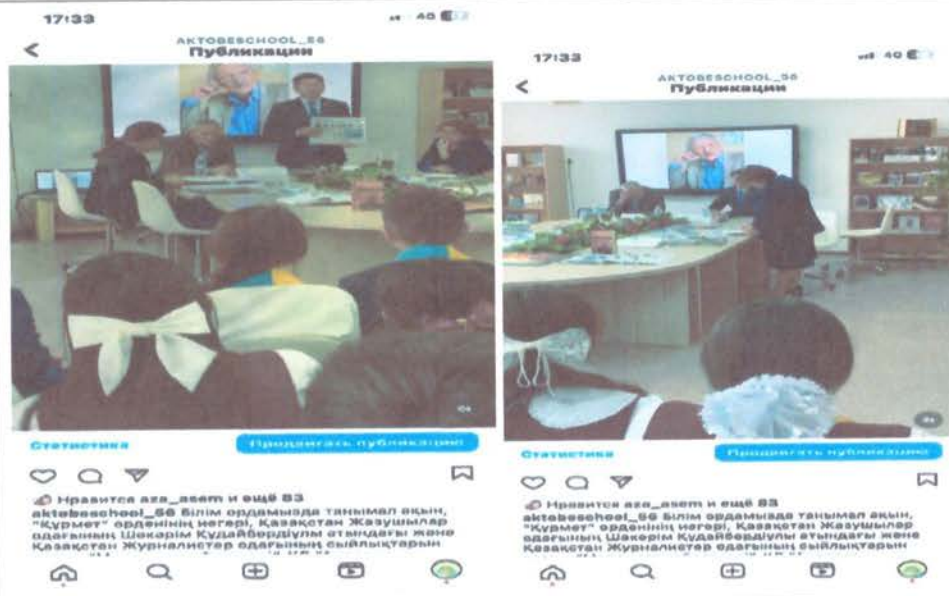 17:33
40
AKTOBESCHOOL_56
Публикации
Статистика
Продвигать публикацию
Нравится aza_asem и ещё 83
aktobeschool_56 Білім ордамызда танымал ақын,
"Құрмет" орденінің иегері, Қазақстан Жазушылар
одағының Шәкәрім Құдайбердіұлы атындағы және
Қазақстан Журналистер одағының сыйлықтарын
17:33
40
AKTOBESCHOOL_56
Публикации
Статистика
Продвигать публикацию
Нравится aza_asem и ещё 83
aktobeschool_56 Білім ордамызда танымал ақын,
"Құрмет" орденінің иегері, Қазақстан Жазушылар
одағының Шәкәрім Құдайбердіұлы атындағы және
Қазақстан Журналистер одағының сыйлықтарын